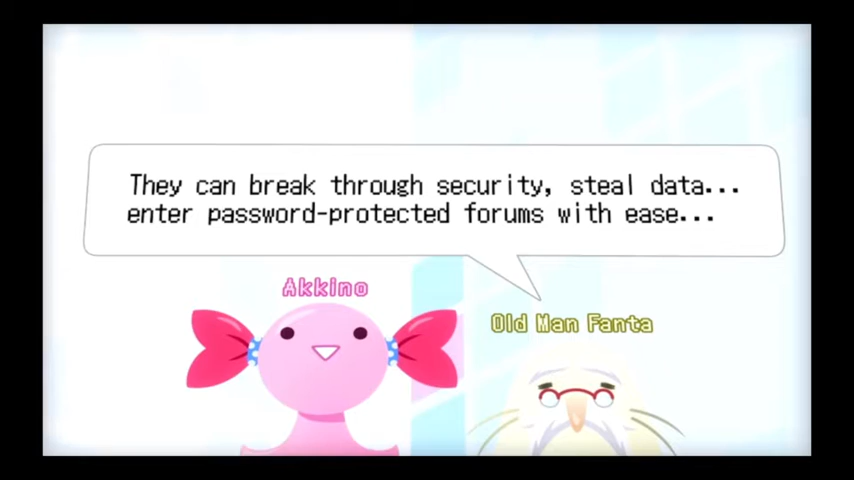 They can break through security, steal data...
enter password-protected forums with ease...
Akkino
Old Man Fanta